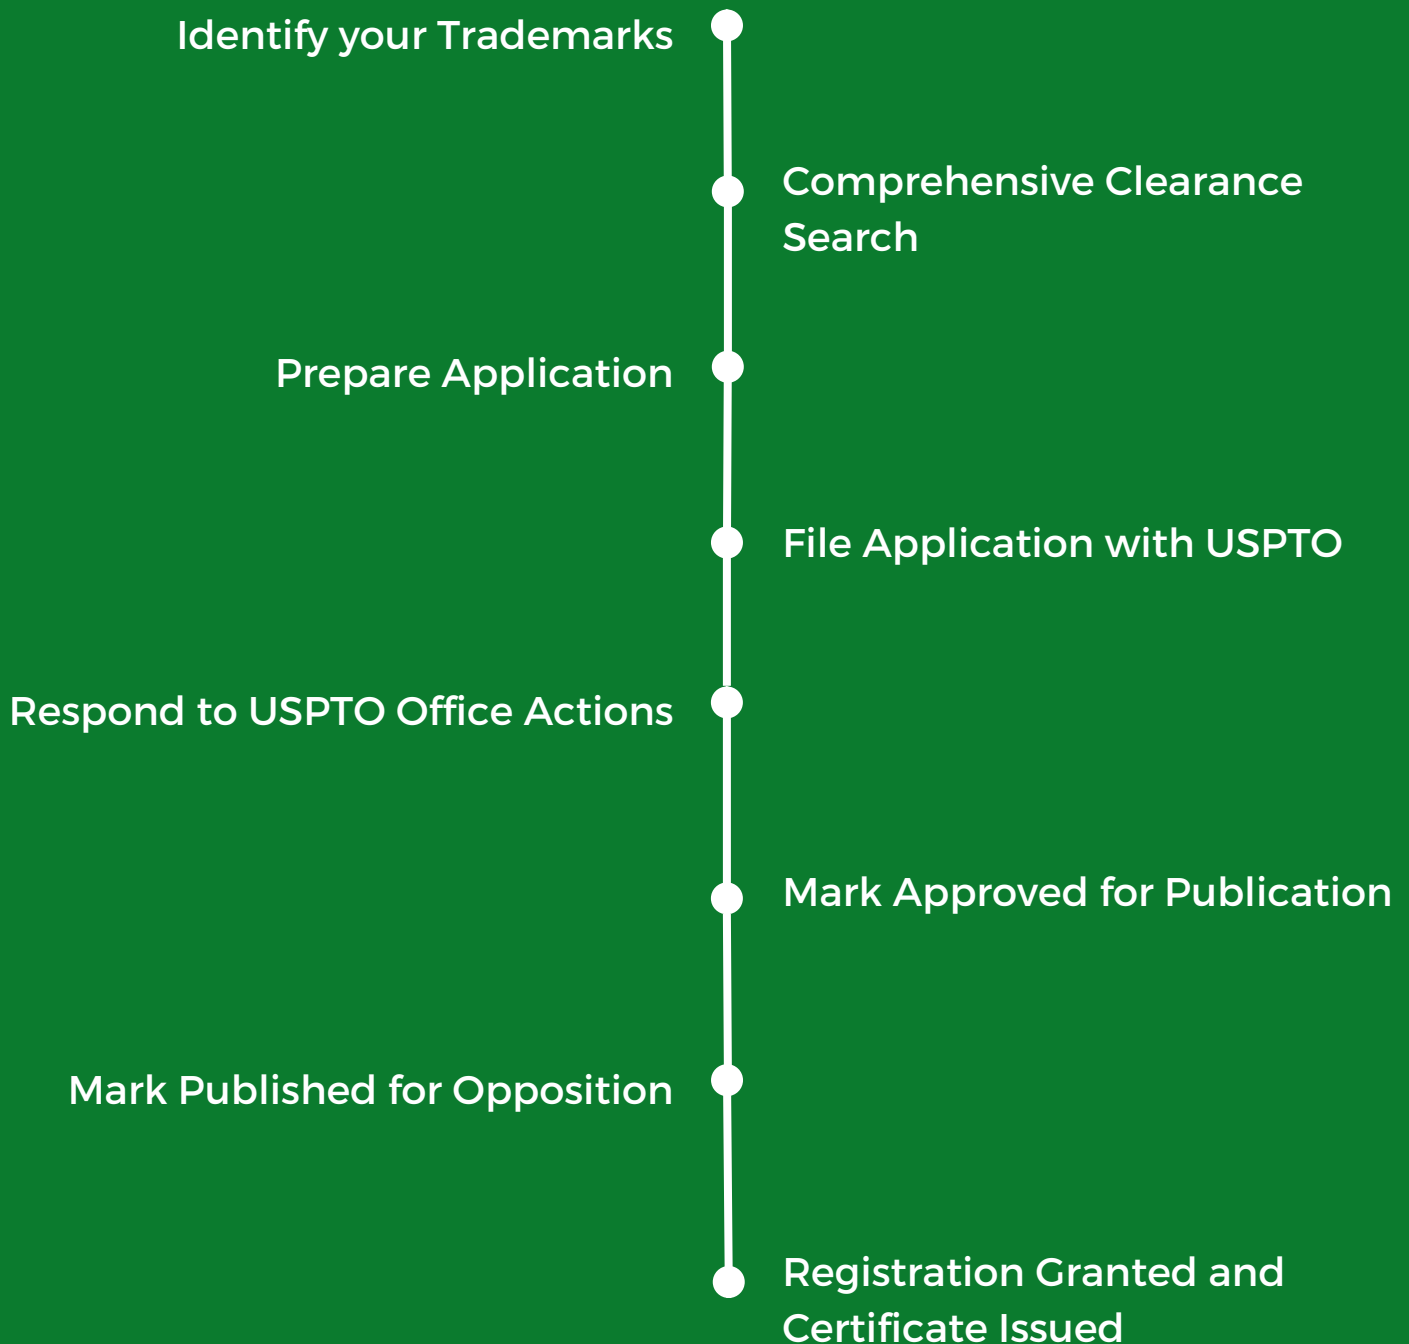 Identify your Trademarks
Comprehensive Clearance
Search
Prepare Application
File Application with USPTO
Respond to USPTO Office Actions
Mark Approved for Publication
Mark Published for Opposition
Registration Granted and
Certificate Issued